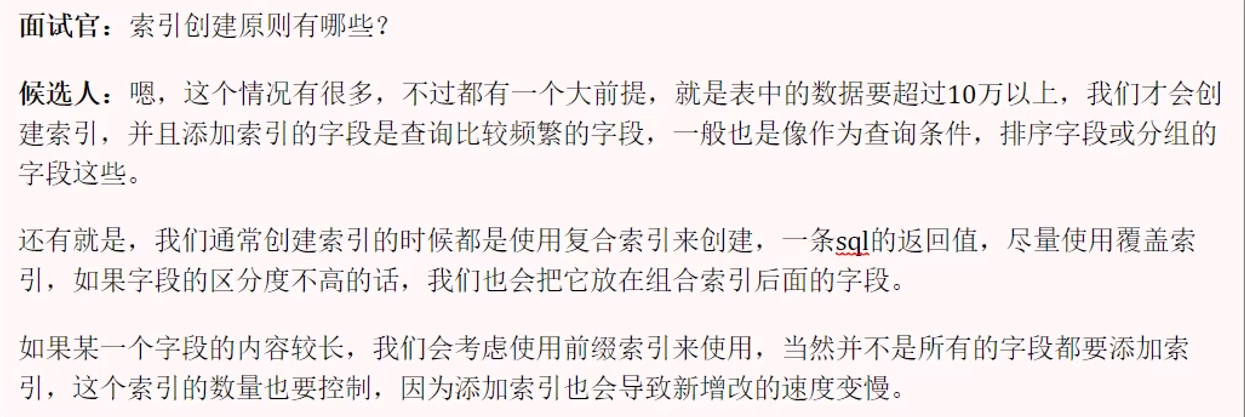 面试官：索引创建原则有哪些？
候选人：嗯，这个情况有很多，不过都有一个大前提，就是表中的数据要超过10万以上，我们才会创
建索引，并且添加索引的字段是查询比较频繁的字段，一般也是像作为查询条件，排序字段或分组的
字段这些。
还有就是，我们通常创建索引的时候都是使用复合索引来创建，一条sql的返回值，尽量使用覆盖索
引，如果字段的区分度不高的话，我们也会把它放在组合索引后面的字段。
如果某一个字段的内容较长，我们会考虑使用前缀索引来使用，当然并不是所有的字段都要添加索
引，这个索引的数量也要控制，因为添加索引也会导致新增改的速度变慢。